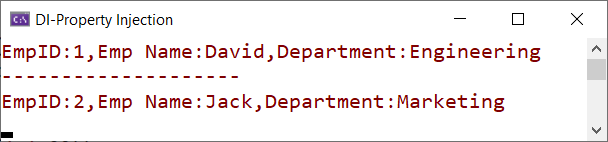 C:\ DI-Property Injection
EmpID:1,Emp Name:David,Department:Engineering
--------------------
EmpID:2,Emp Name:Jack,Department:Marketing